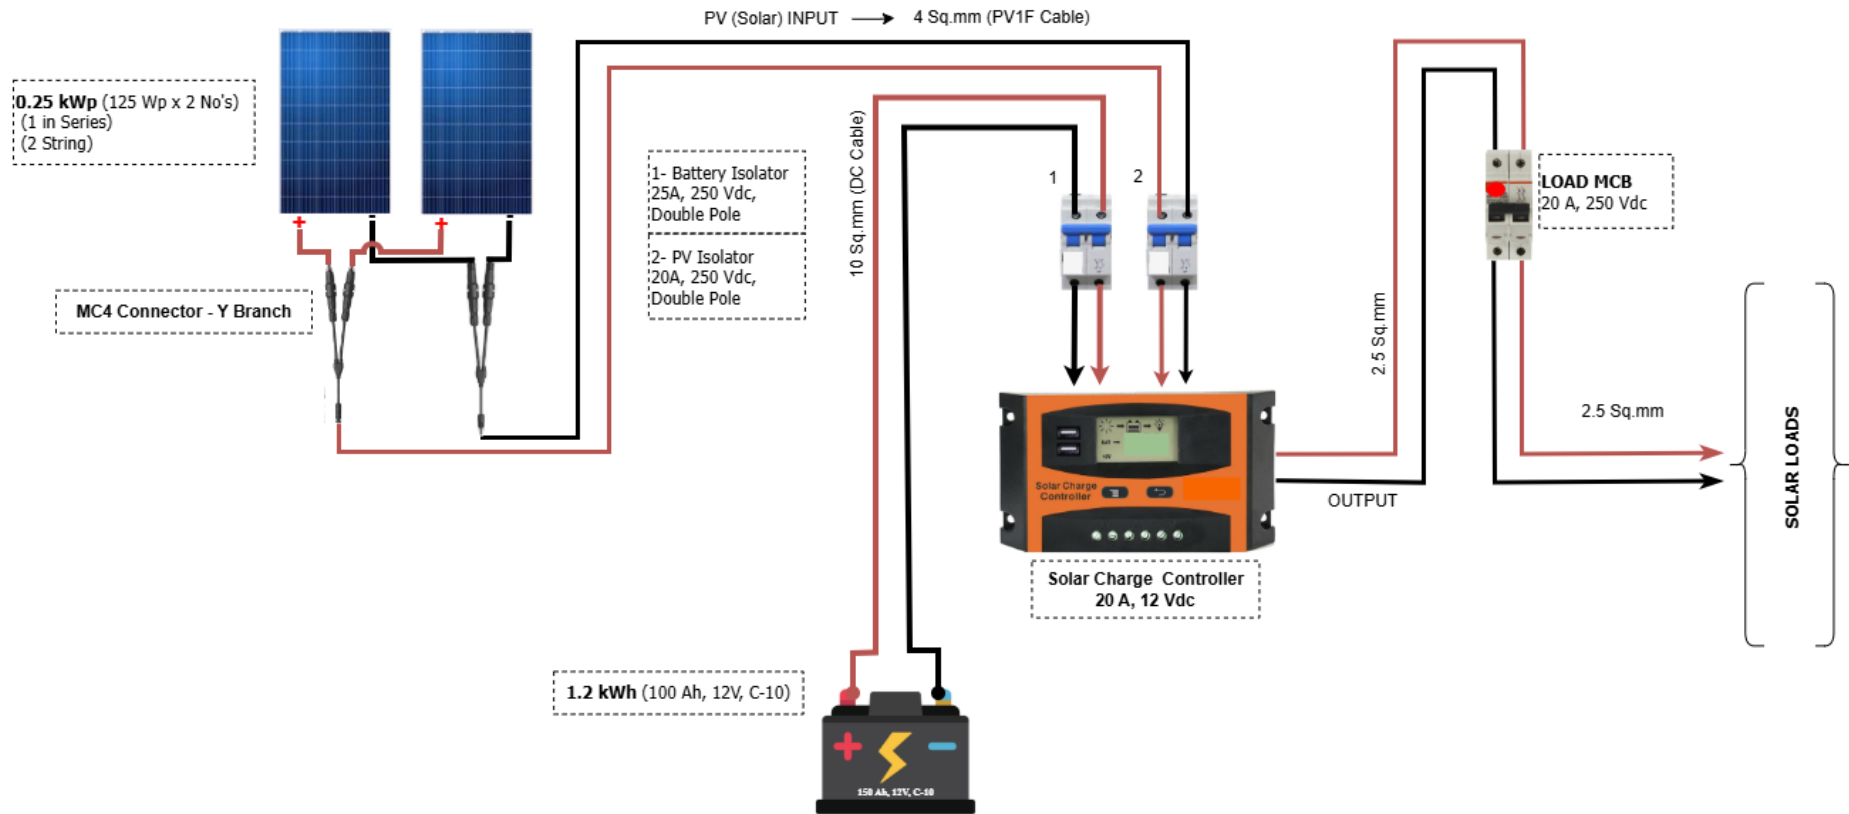 PV (Solar) INPUT 4 Sq.mm (PV1F Cable)
0.25 kWp (125 Wp x 2 No's)
(1 in Series)
(2 String)
MC4 Connector - Y Branch
1- Battery Isolator
25A, 250 Vdc,
Double Pole
2- PV Isolator
20A, 250 Vdc,
Double Pole
10 Sq.mm (DC Cable)
1
2
LOAD MCB
20 A, 250 Vdc
2.5 Sq.mm
2.5 Sq.mm
SOLAR LOADS
OUTPUT
Solar Charge
Controller
Solar Charge Controller
20 A, 12 Vdc
1.2 kWh (100 Ah, 12V, C-10)
150 Ah, 12V, C-10